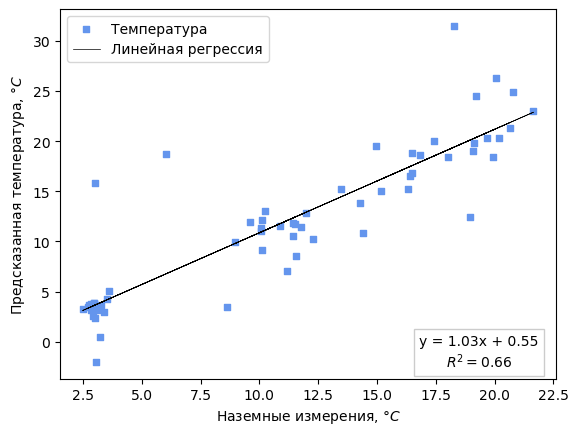 Температура
Линейная регрессия
30
25
20
15
10
5
0
Предсказанная температура, °C
y = 1.03x + 0.55
R² = 0.66
2.5 5.0 7.5 10.0 12.5 15.0 17.5 20.0 22.5
Наземные измерения, °C